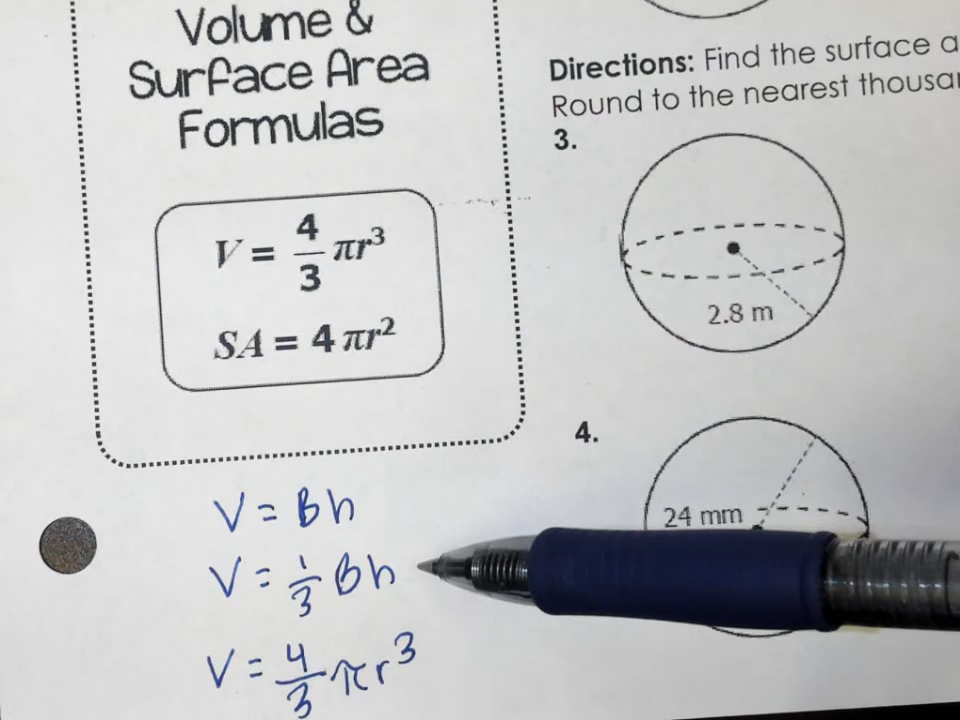 Volume &
Surface Area
Formulas
V = 4/3 πr³
SA = 4πr²
V = Bh
V = 1/3 Bh
V = 4/3 πr³
Directions: Find the surface a
Round to the nearest thousa
3.
2.8 m
4.
24 mm